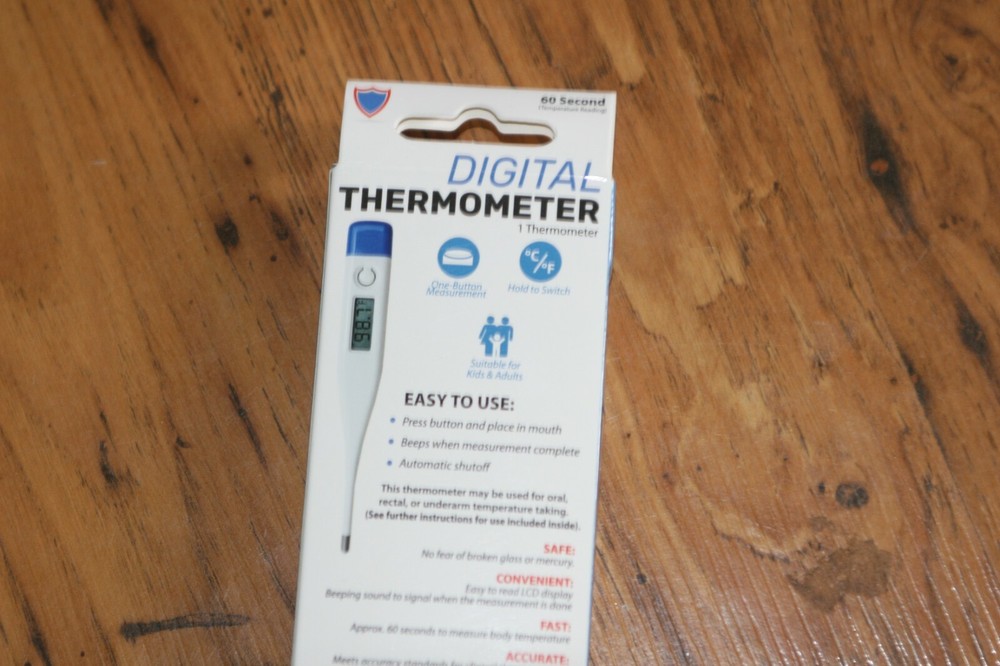 60 Second
(Temperature Reading)
DIGITAL
THERMOMETER
1 Thermometer
°C/°F
One-Button
Measurement
Hold to Switch
Suitable for
Kids & Adults
EASY TO USE:
• Press button and place in mouth
• Beeps when measurement complete
• Automatic shutoff
This thermometer may be used for oral,
rectal, or underarm temperature taking.
(See further instructions for use included inside).
SAFE:
No fear of broken glass or mercury.
CONVENIENT:
Easy to read LCD display
Beeping sound to signal when the measurement is done
FAST:
Approx. 60 seconds to measure body temperature
ACCURATE:
Meets accuracy standards for